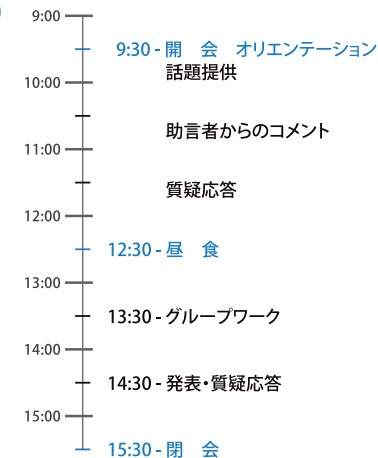 9:00
9:30 - 開　会　オリエンテーション
話題提供
10:00
助言者からのコメント
11:00
質疑応答
12:00
12:30 - 昼　食
13:00
13:30 - グループワーク
14:00
14:30 - 発表・質疑応答
15:00
15:30 - 閉　会